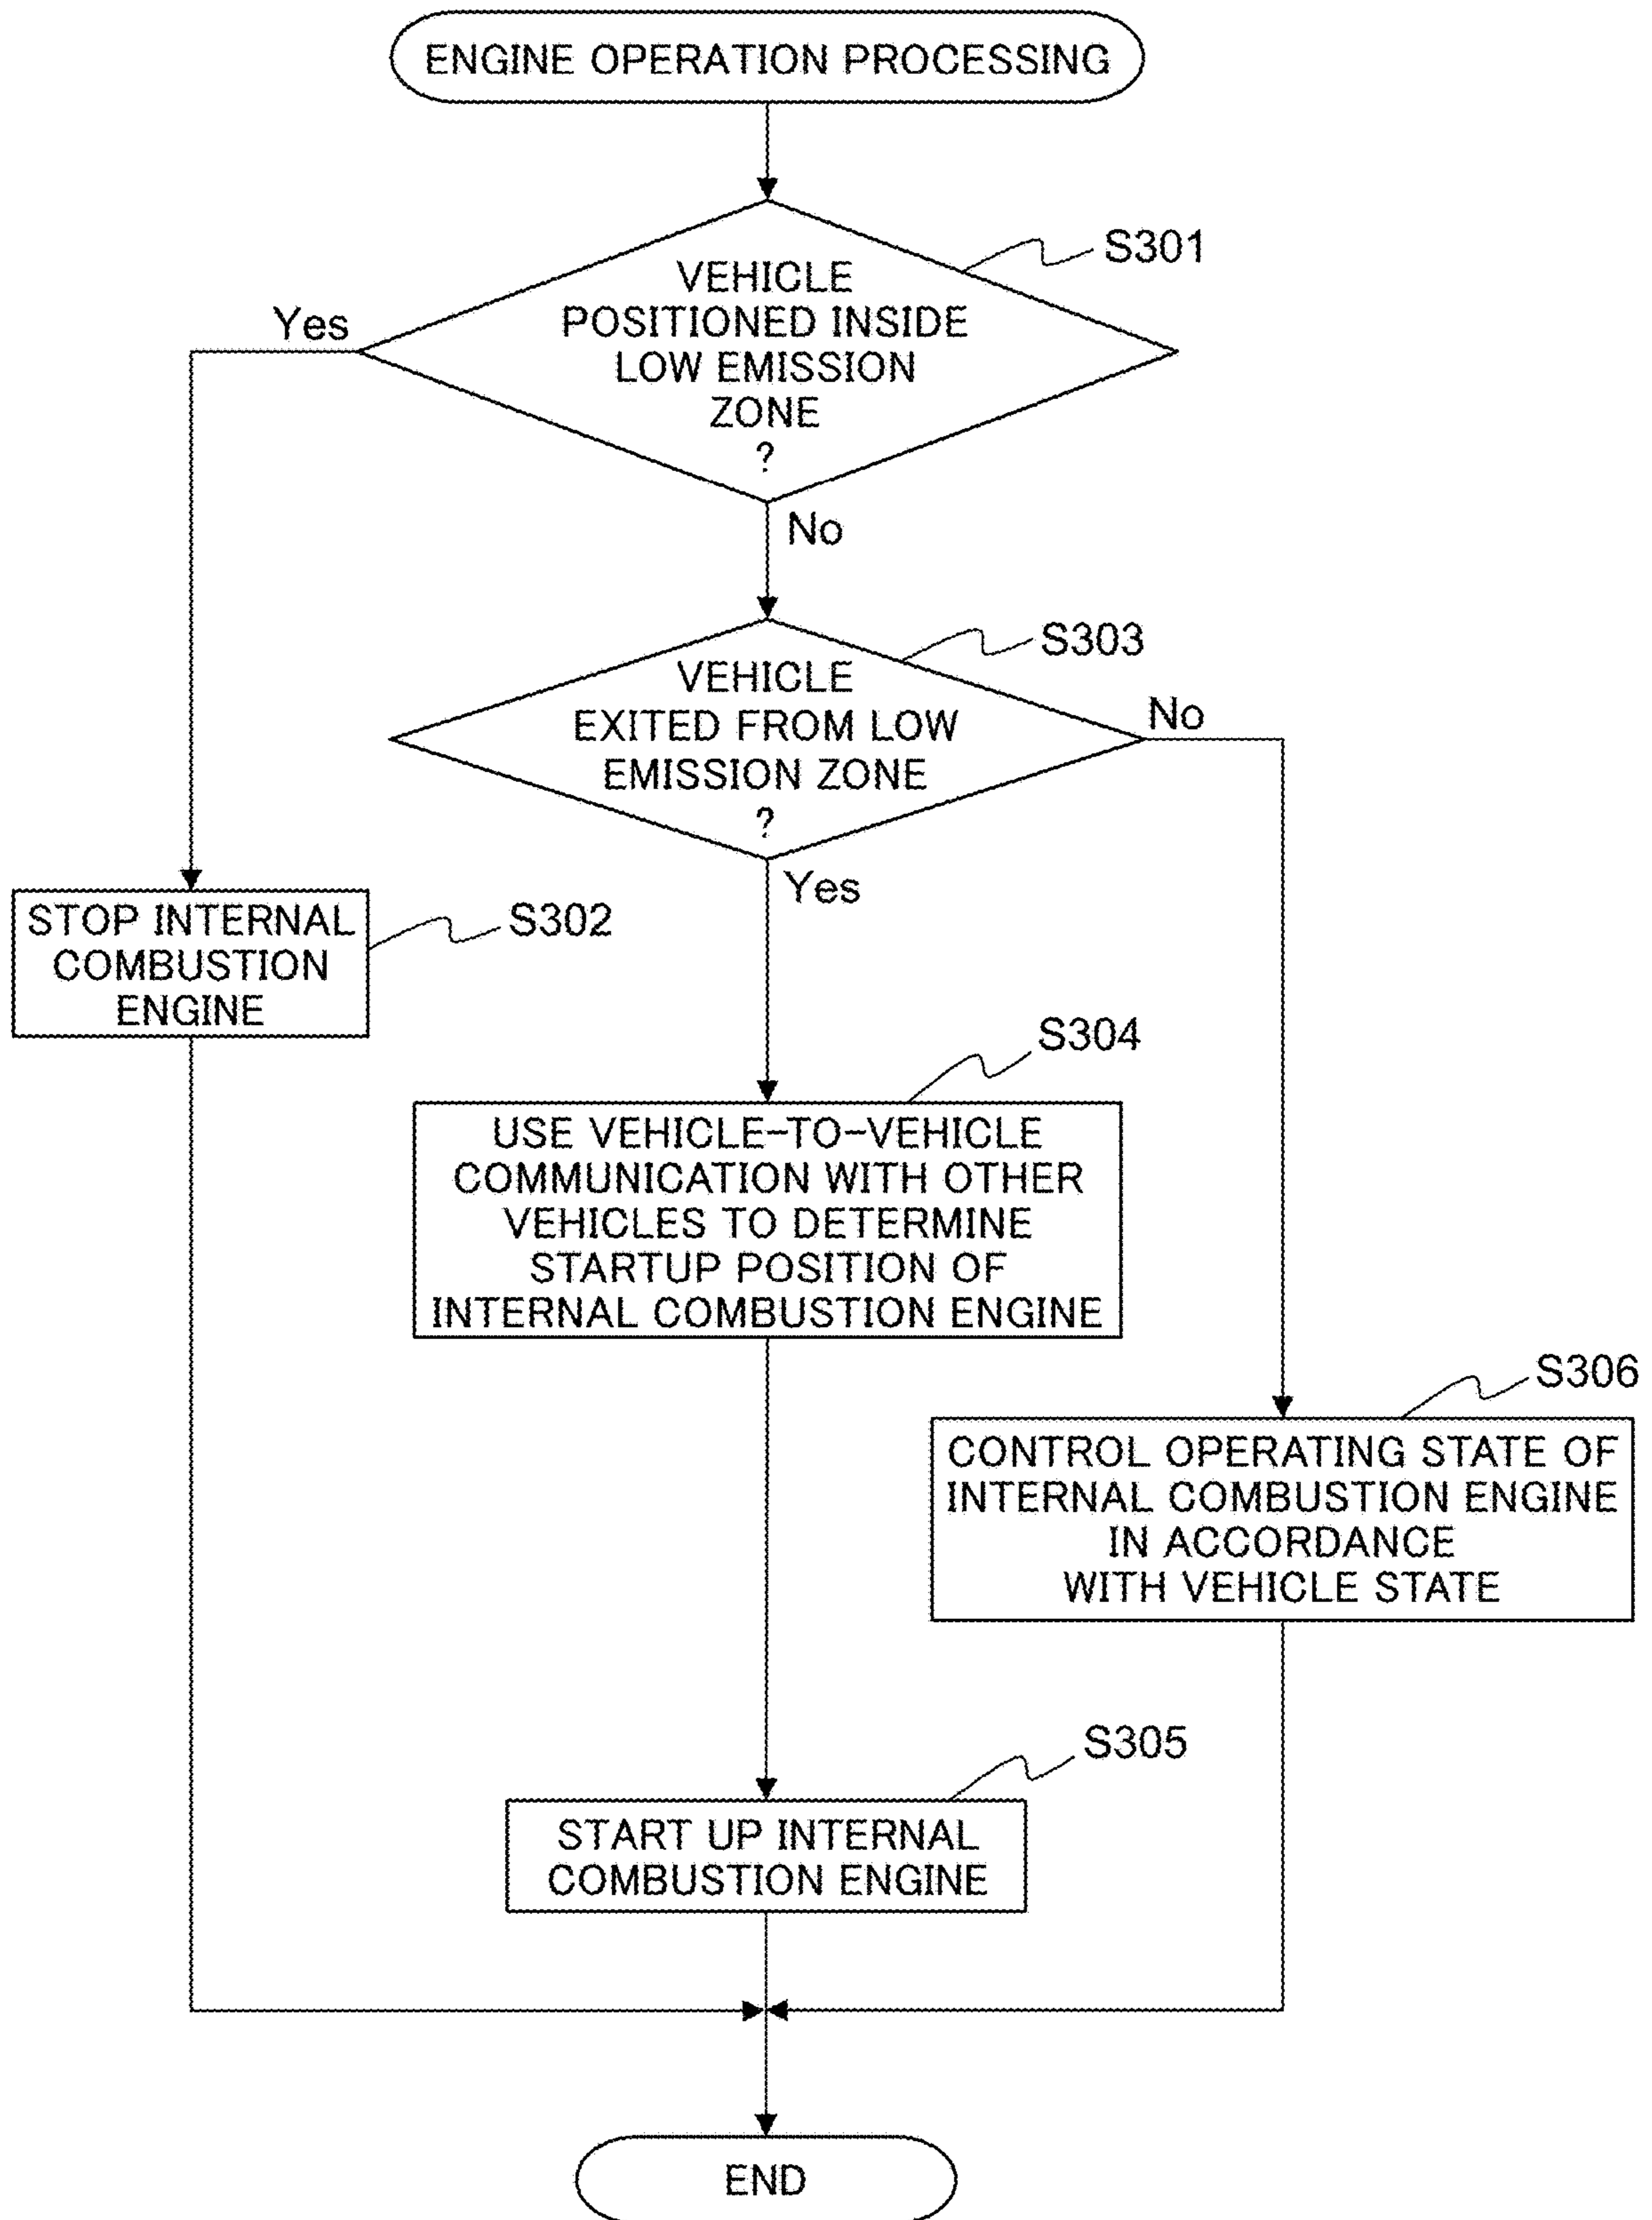 ENGINE OPERATION PROCESSING
S301
VEHICLE
POSITIONED INSIDE
LOW EMISSION
ZONE
?
Yes
No
S303
VEHICLE
EXITED FROM LOW
EMISSION ZONE
?
No
Yes
STOP INTERNAL
COMBUSTION
ENGINE
S302
S304
USE VEHICLE-TO-VEHICLE
COMMUNICATION WITH OTHER
VEHICLES TO DETERMINE
STARTUP POSITION OF
INTERNAL COMBUSTION ENGINE
S306
CONTROL OPERATING STATE OF
INTERNAL COMBUSTION ENGINE
IN ACCORDANCE
WITH VEHICLE STATE
S305
START UP INTERNAL
COMBUSTION ENGINE
END